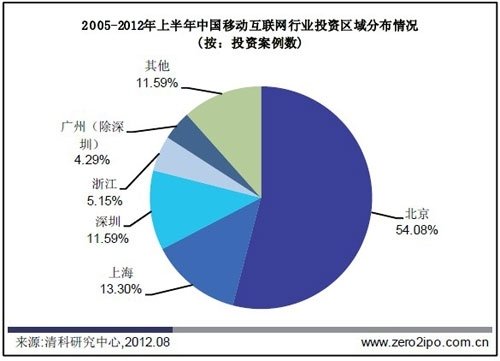 2005-2012年上半年中国移动互联网行业投资区域分布情况
(按：投资案例数)
其他
11.59%
广州（除深
圳）
4.29%
浙江
5.15%
深圳
11.59%
上海
13.30%
北京
54.08%
来源:清科研究中心,2012.08
www.zero2ipo.com.cn